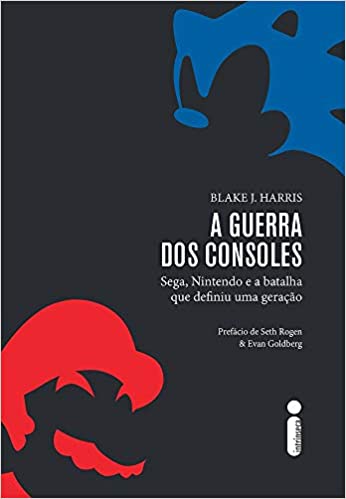 BLAKE J. HARRIS
A GUERRA
DOS CONSOLES
Sega, Nintendo e a batalha
que definiu uma geração
Prefácio de Seth Rogen
& Evan Goldberg
intrínseca